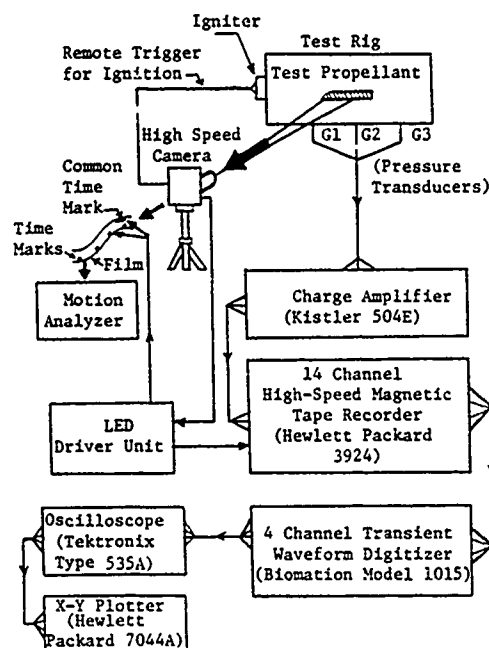 Igniter
Test Rig
Remote Trigger
for Ignition
Test Propellant
G1 G2 G3
High Speed
Camera
(Pressure
Transducers)
Common
Time
Mark
Time
Marks
Film
Motion
Analyzer
Charge Amplifier
(Kistler 504E)
14 Channel
High-Speed Magnetic
Tape Recorder
(Hewlett Packard
3924)
LED
Driver Unit
Oscilloscope
(Tektronix
Type 535A)
4 Channel Transient
Waveform Digitizer
(Biomation Model 1015)
X-Y Plotter
(Hewlett
Packard 7044A)